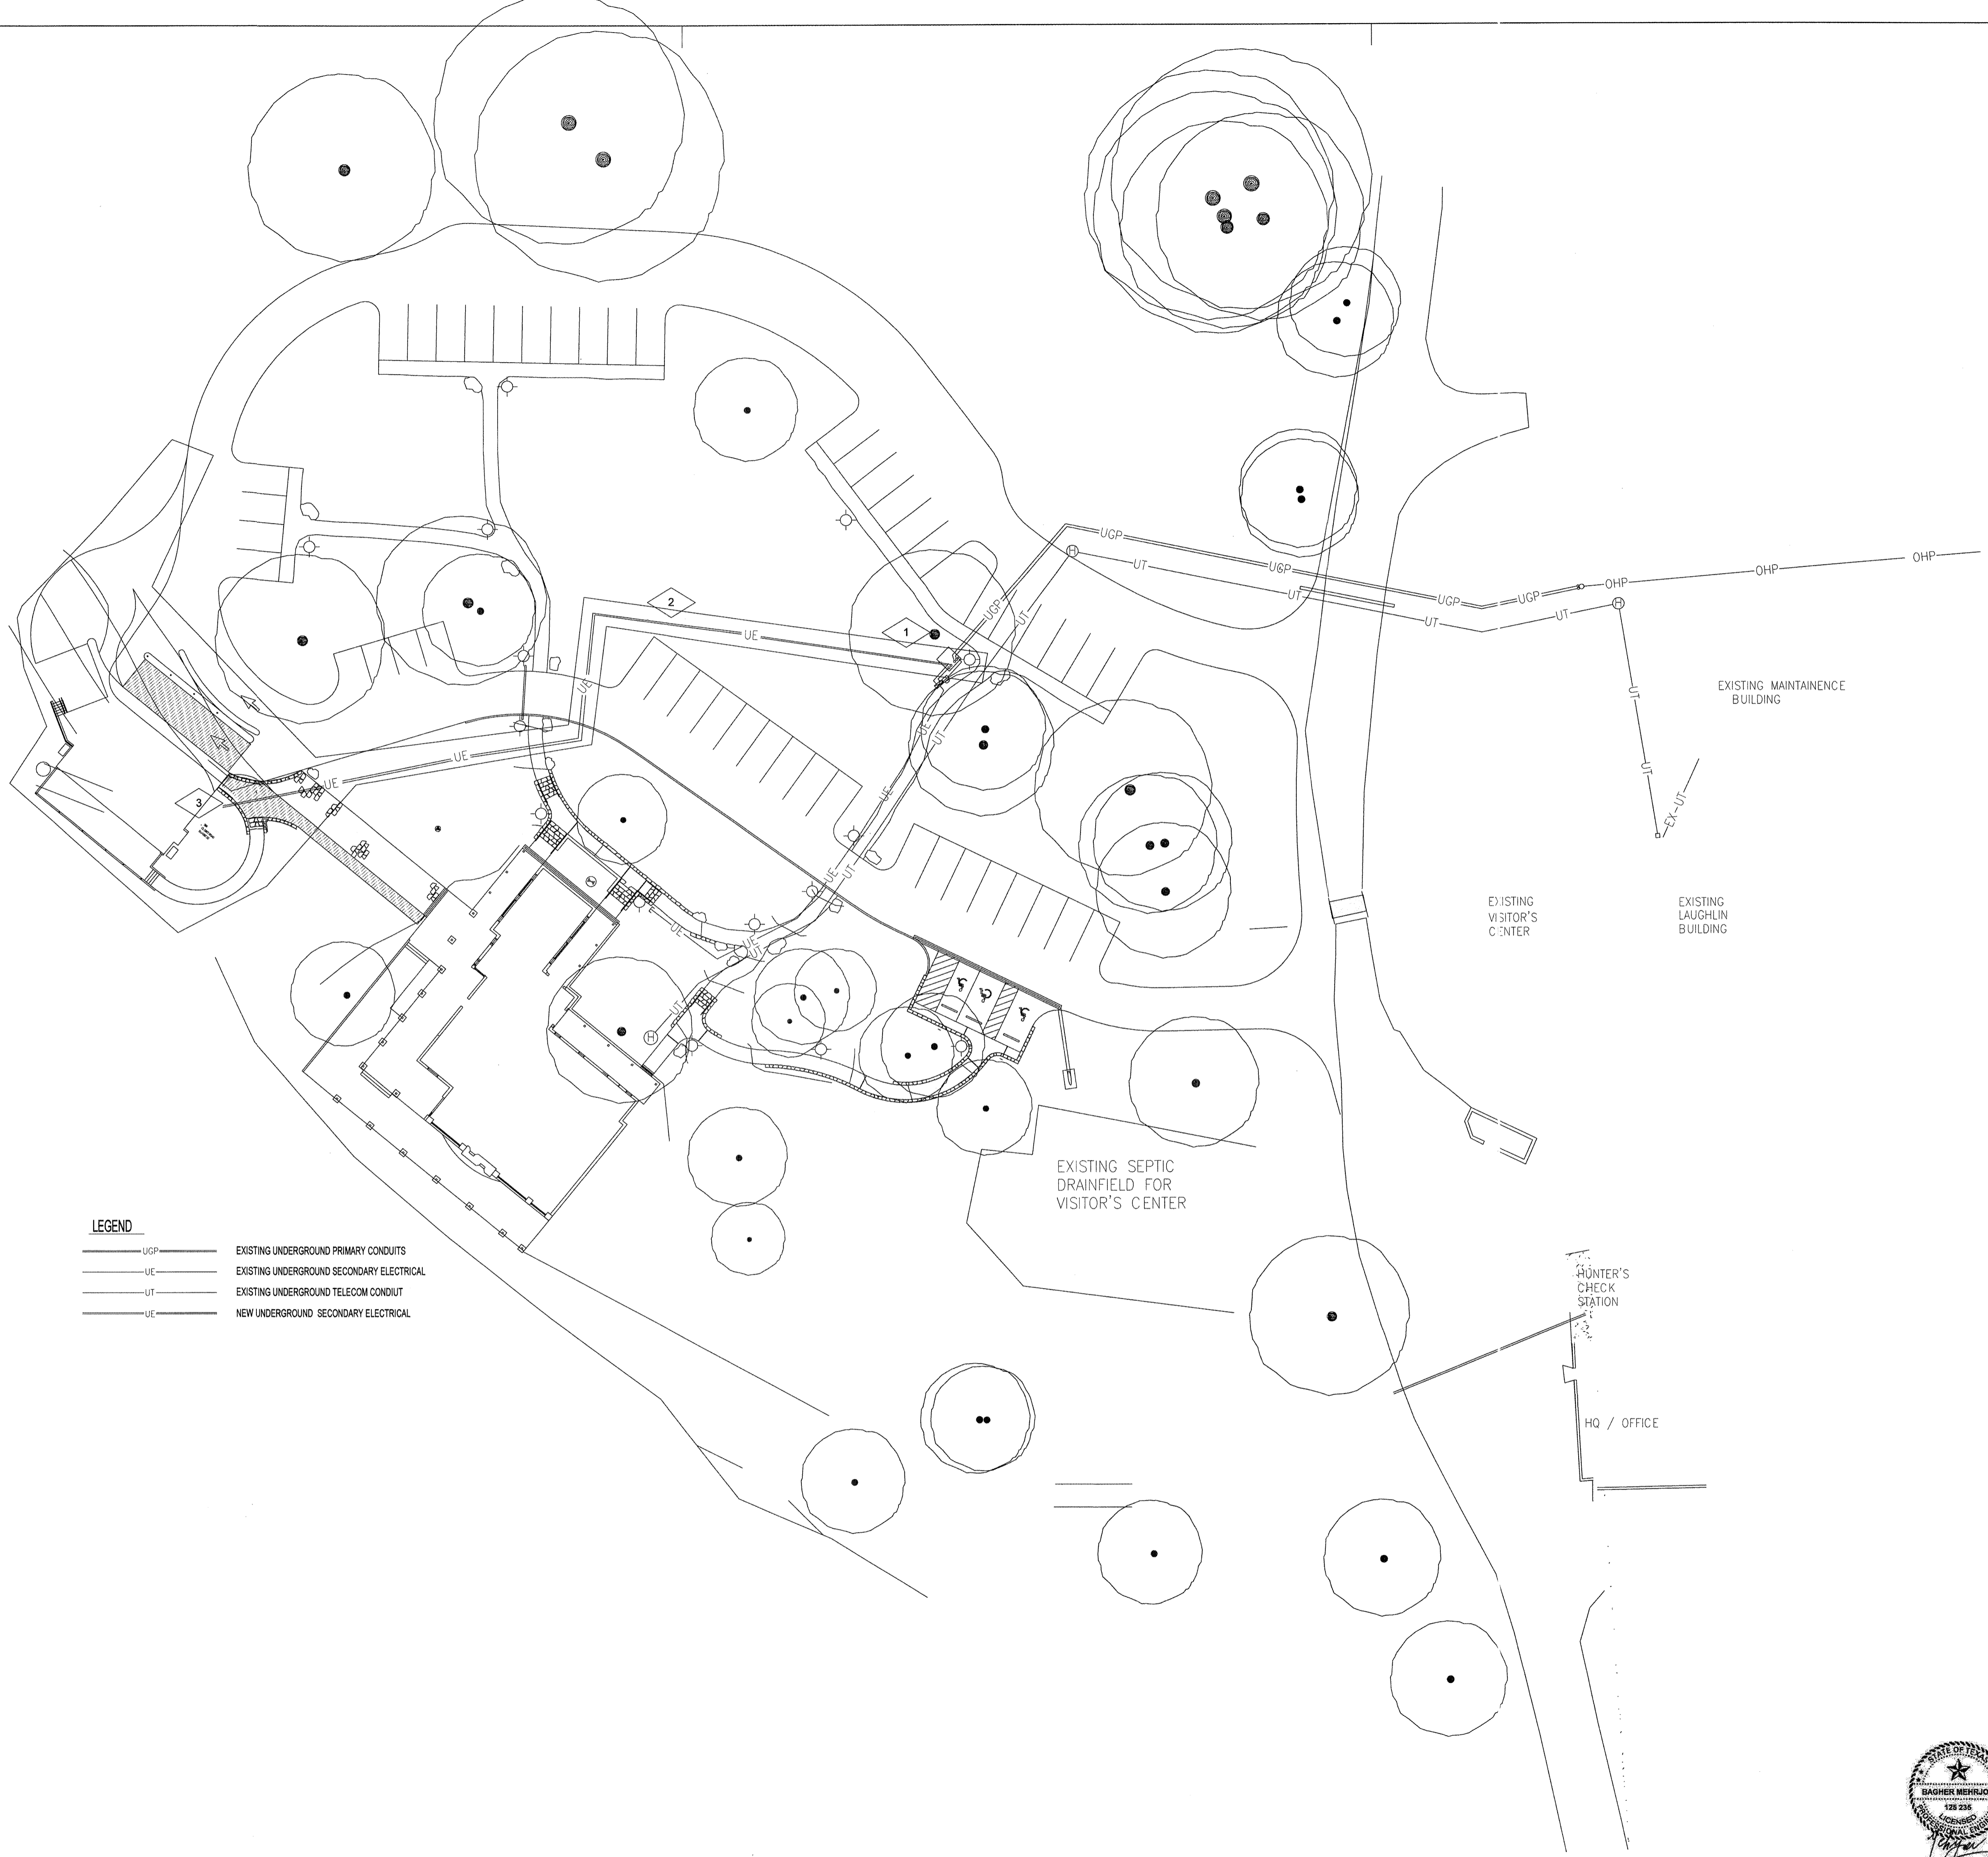 UGP
UGP
UGP
UGP
UGP
OHP
OHP
OHP
UT
UT
UT
UT
UT
H
H
UT
UT
EX-UT
2
1
3
UE
UE
UE
UE
UE
UT
UE
UE
UT
UE
UE
UT
UT
H
EXISTING MAINTAINENCE
BUILDING
EXISTING
VISITOR'S
CENTER
EXISTING
LAUGHLIN
BUILDING
EXISTING SEPTIC
DRAINFIELD FOR
VISITOR'S CENTER
HUNTER'S
CHECK
STATION
HQ / OFFICE
LEGEND
UGP EXISTING UNDERGROUND PRIMARY CONDUITS
UE EXISTING UNDERGROUND SECONDARY ELECTRICAL
UT EXISTING UNDERGROUND TELECOM CONDIUT
UE NEW UNDERGROUND SECONDARY ELECTRICAL
STATE OF TEXAS
BAGHER MEHRJO
128 235
LICENSED